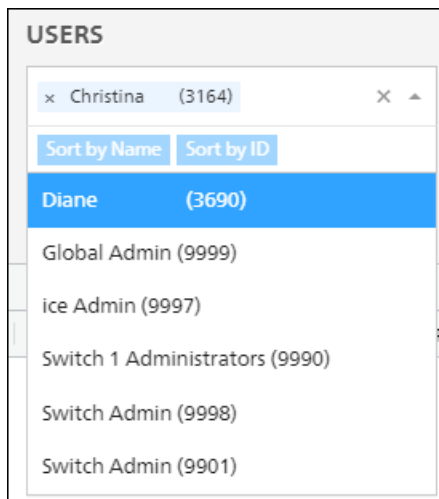 USERS
× Christina (3164)
Sort by Name Sort by ID
Diane (3690)
Global Admin (9999)
ice Admin (9997)
Switch 1 Administrators (9990)
Switch Admin (9998)
Switch Admin (9901)